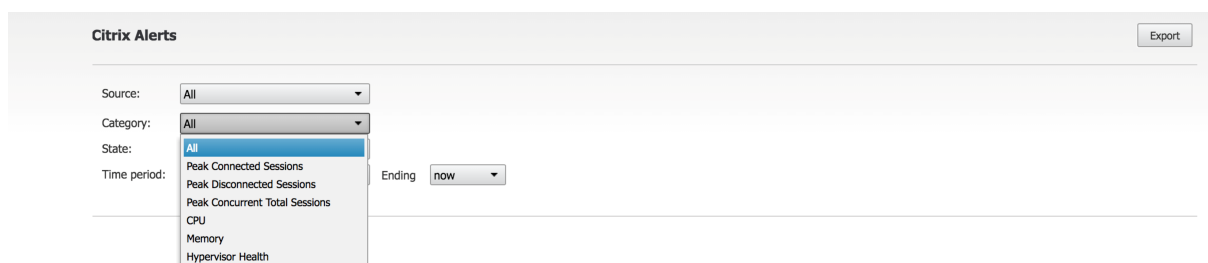 Citrix Alerts
Export
Source: All
Category: All
State: All
Time period: Peak Connected Sessions
Ending now
Peak Disconnected Sessions
Peak Concurrent Total Sessions
CPU
Memory
Hypervisor Health